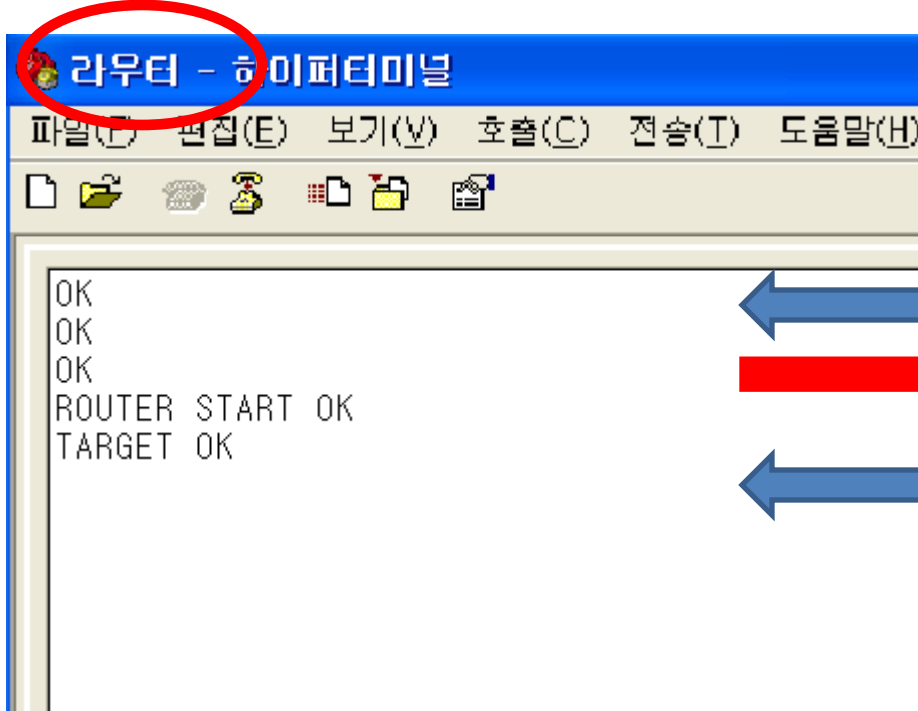 라우터 - 하이퍼터미널
파일(F) 편집(E) 보기(V) 호출(C) 전송(T) 도움말(H)
OK
OK
OK
ROUTER START OK
TARGET OK